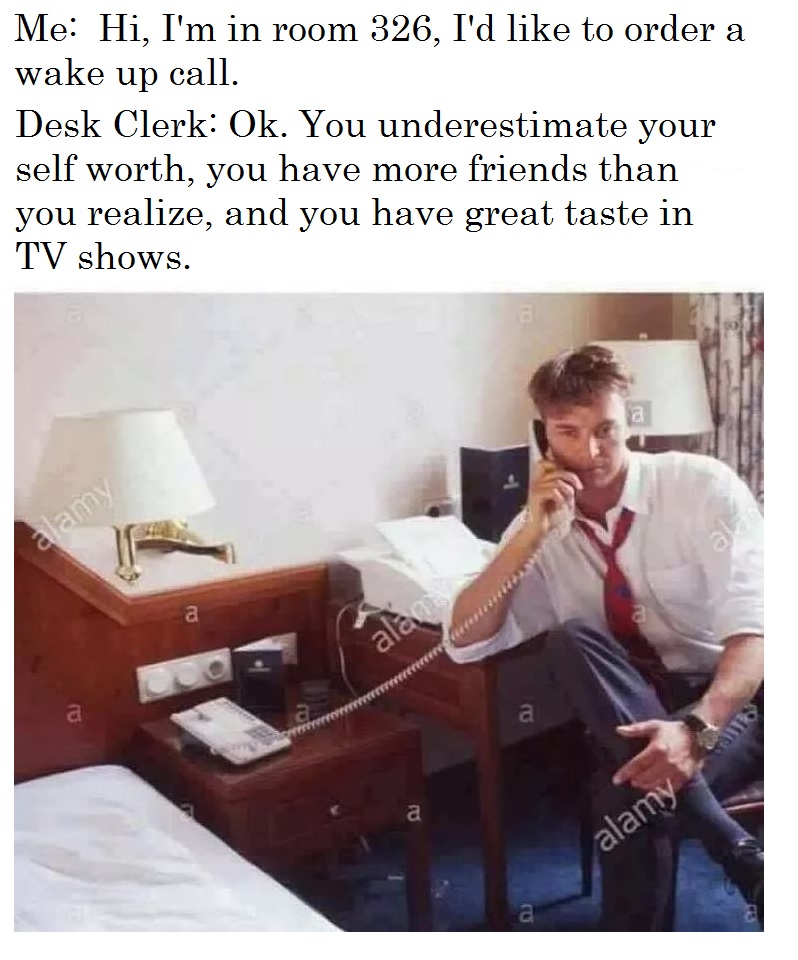 Me:  Hi, I'm in room 326, I'd like to order a
wake up call.
Desk Clerk: Ok. You underestimate your
self worth, you have more friends than
you realize, and you have great taste in
TV shows.
a
a
a
a
a
alamy
alamy
a
alamy
a
a
a
a
a
a
alamy
a
a